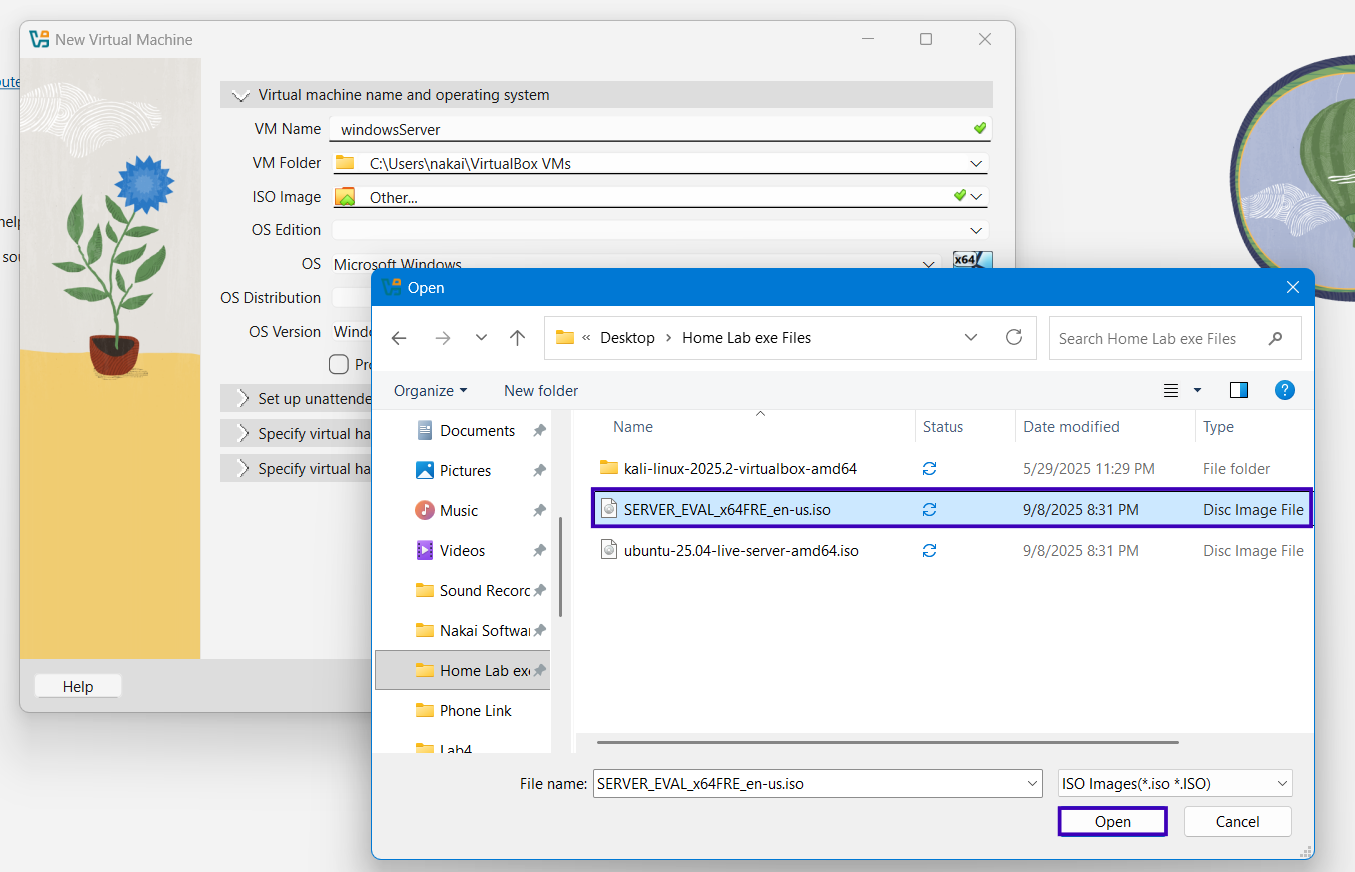 New Virtual Machine
Virtual machine name and operating system
VM Name windowsServer
VM Folder C:\Users\nakai\VirtualBox VMs
ISO Image Other...
OS Edition
OS Microsoft Windows
x64
OS Distribution
OS Version
Set up
Specify virtual
Specify virtual
Help
Open
« Desktop > Home Lab exe Files
Search Home Lab exe Files
Organize New folder
?
Documents
Pictures
Music
Videos
Sound Recorc
Nakai Softwa
Home Lab ex
Phone Link
Lab4
Name Status Date modified Type
kali-linux-2025.2-virtualbox-amd64 5/29/2025 11:29 PM File folder
SERVER_EVAL_x64FRE_en-us.iso 9/8/2025 8:31 PM Disc Image File
ubuntu-25.04-live-server-amd64.iso 9/8/2025 8:31 PM Disc Image File
File name: SERVER_EVAL_x64FRE_en-us.iso ISO Images(*.iso *.ISO)
Open Cancel